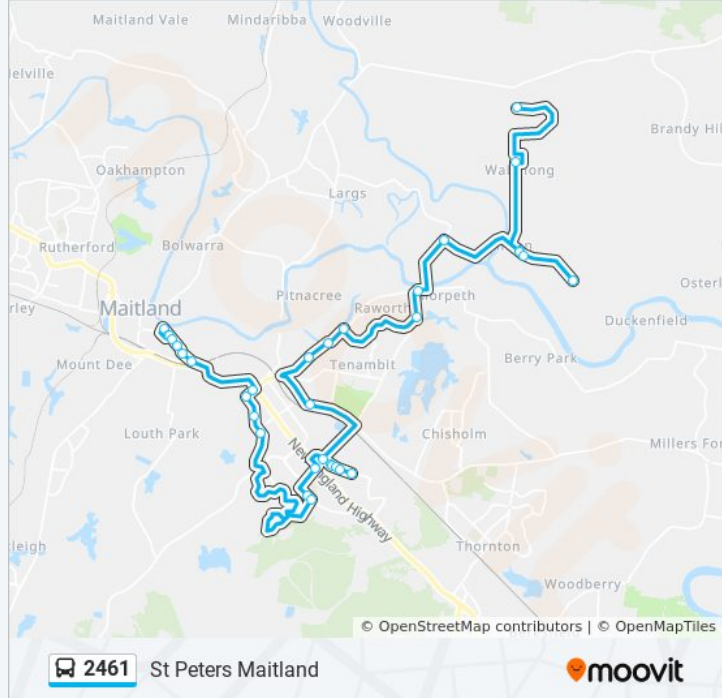 Maitland Vale
Mindaribba
Woodville
Brandy Hil
Oakhampton
Largs
Rutherford
Bolwarra
Osterl
Pitnacree
Maitland
Raworth
Duckenfield
Mount Dee
Tenambit
Berry Park
Louth Park
Chisholm
Millers For
New England Highway
Thornton
Woodberry
© OpenStreetMap contributors | © OpenMapTiles
2461 St Peters Maitland
moovit